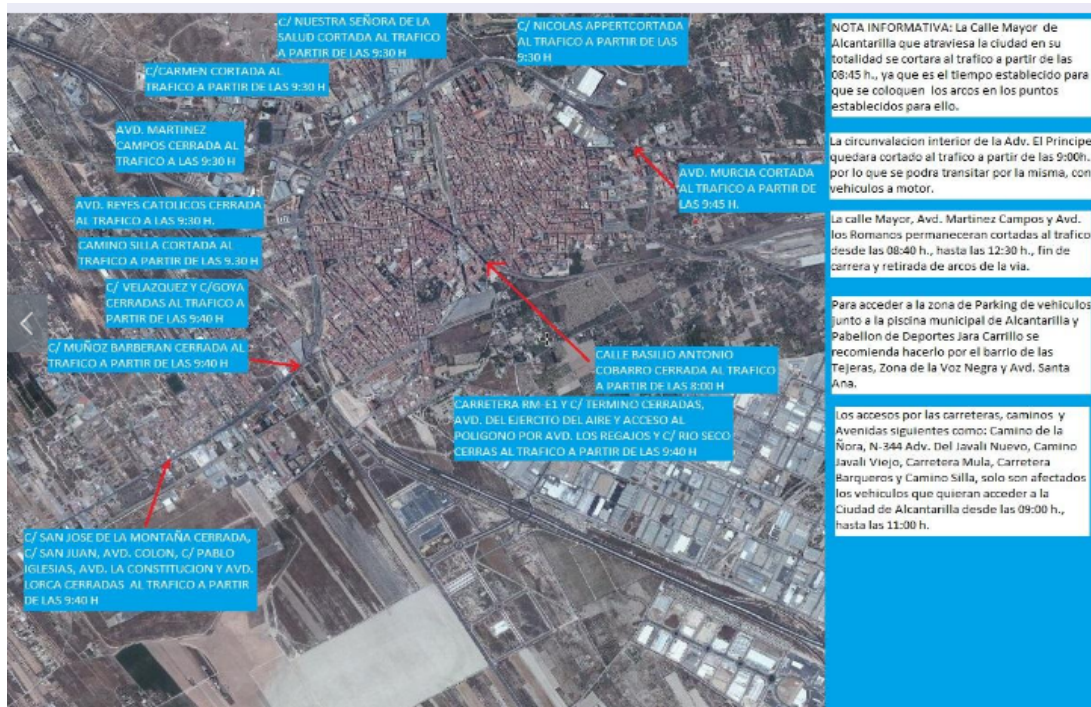 C/ NUESTRA SEÑORA DE LA
SALUD CORTADA AL TRAFICO
A PARTIR DE LAS 9:30 H
C/ NICOLAS APPERTCORTADA
AL TRAFICO A PARTIR DE LAS
9:30 H
C/CARMEN CORTADA AL
TRAFICO A PARTIR DE LAS 9:30 H
AVD. MARTINEZ
CAMPOS CERRADA AL
TRAFICO A LAS 9:30 H
AVD. MURCIA CORTADA
AL TRAFICO A PARTIR DE
LAS 9:45 H.
AVD. REYES CATOLICOS CERRADA
AL TRAFICO A LAS 9:30 H.
CAMINO SILLA CORTADA AL
TRAFICO A PARTIR DE LAS 9.30 H
C/ VELAZQUEZ Y C/GOYA
CERRADAS AL TRAFICO A
PARTIR DE LAS 9:40 H
C/ MUÑOZ BARBERAN CERRADA AL
TRAFICO A PARTIR DE LAS 9:40 H
CALLE BASILIO ANTONIO
COBARRO CERRADA AL TRAFICO
A PARTIR DE LAS 8:00 H
CARRETERA RM-E1 Y C/ TERMINO CERRADAS,
AVD. DEL EJERCITO DEL AIRE Y ACCESO AL
POLIGONO POR AVD. LOS REGAJOS Y C/ RIO SECO
CERRAS AL TRAFICO A PARTIR DE LAS 9:40 H
C/ SAN JOSE DE LA MONTAÑA CERRADA,
C/ SAN JUAN, AVD. COLON, C/ PABLO
IGLESIAS, AVD. LA CONSTITUCION Y AVD.
LORCA CERRADAS AL TRAFICO A PARTIR
DE LAS 9:40 H
NOTA INFORMATIVA: La Calle Mayor de
Alcantarilla que atraviesa la ciudad en su
totalidad se cortara al trafico a partir de las
08:45 h., ya que es el tiempo establecido para
que se coloquen los arcos en los puntos
establecidos para ello.
La circunvalacion interior de la Adv. El Principe
quedara cortado al trafico a partir de las 9:00h.
por lo que se podra transitar por la misma, con
vehiculos a motor.
La calle Mayor, Avd. Martinez Campos y Avd.
los Romanos permaneceran cortadas al trafico
desde las 08:40 h., hasta las 12:30 h., fin de
carrera y retirada de arcos de la via.
Para acceder a la zona de Parking de vehiculos
junto a la piscina municipal de Alcantarilla y
Pabellon de Deportes Jara Carrillo se
recomienda hacerlo por el barrio de las
Tejeras, Zona de la Voz Negra y Avd. Santa
Ana.
Los accesos por las carreteras, caminos y
Avenidas siguientes como: Camino de la
Ñora, N-344 Adv. Del Javali Nuevo, Camino
Javali Viejo, Carretera Mula, Carretera
Barqueros y Camino Silla, solo son afectados
los vehiculos que quieran acceder a la
Ciudad de Alcantarilla desde las 09:00 h.,
hasta las 11:00 h.